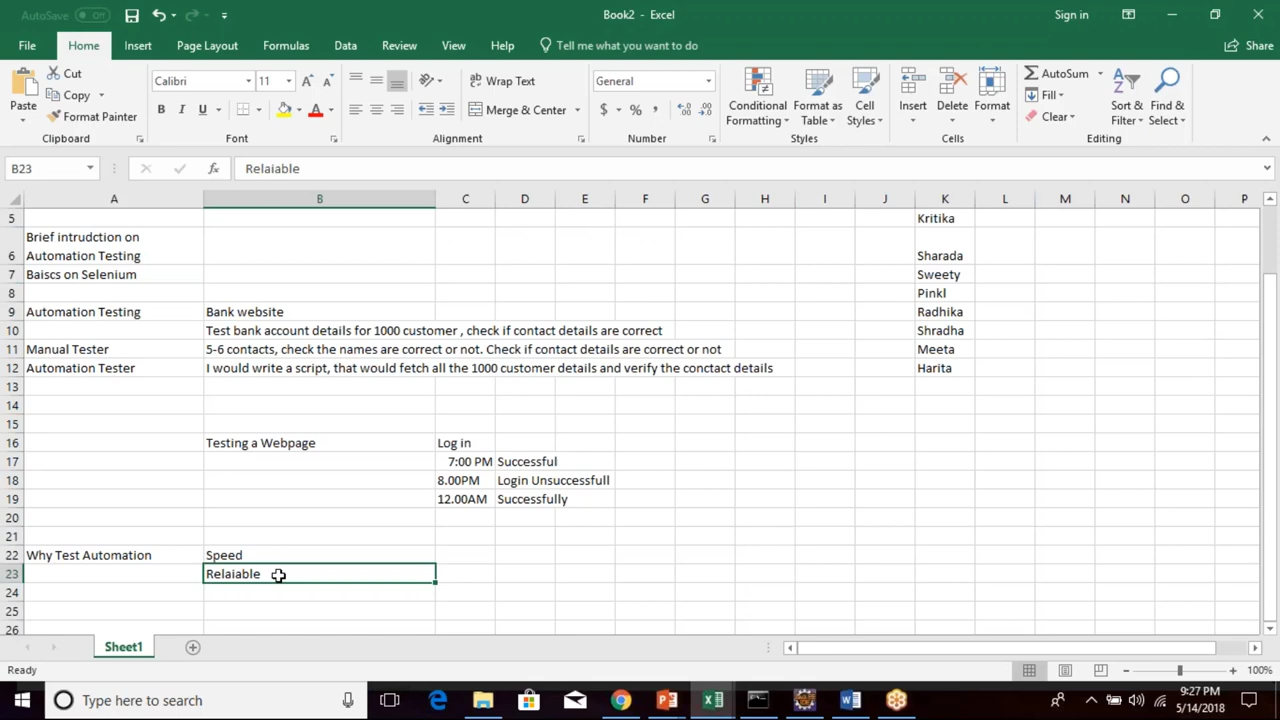 AutoSave Off
Book2 - Excel
Sign in
File Home Insert Page Layout Formulas Data Review View Help Tell me what you want to do Share
Paste Cut Copy Format Painter
Calibri 11
B I U A
Wrap Text
Merge & Center
General
$ % ,
Conditional Formatting
Format as Table
Cell Styles
Insert Delete Format
AutoSum
Fill
Clear
Sort & Filter
Find & Select
Clipboard Font Alignment Number Styles Cells Editing
B23 fx Relaiable
A B C D E F G H I J K L M N O P
5 Kritika
Brief intrudction on
6 Automation Testing Sharada
7 Baiscs on Selenium Sweety
8 Pinkl
9 Automation Testing Bank website Radhika
10 Test bank account details for 1000 customer , check if contact details are correct Shradha
11 Manual Tester 5-6 contacts, check the names are correct or not. Check if contact details are correct or not Meeta
12 Automation Tester I would write a script, that would fetch all the 1000 customer details and verify the conctact details Harita
13
14
15
16 Testing a Webpage Log in
17 7:00 PM Successful
18 8.00PM Login Unsuccessfull
19 12.00AM Successfully
20
21
22 Why Test Automation Speed
23 Relaiable
24
25
26
Sheet1
Ready 100%
Type here to search
9:27 PM
5/14/2018